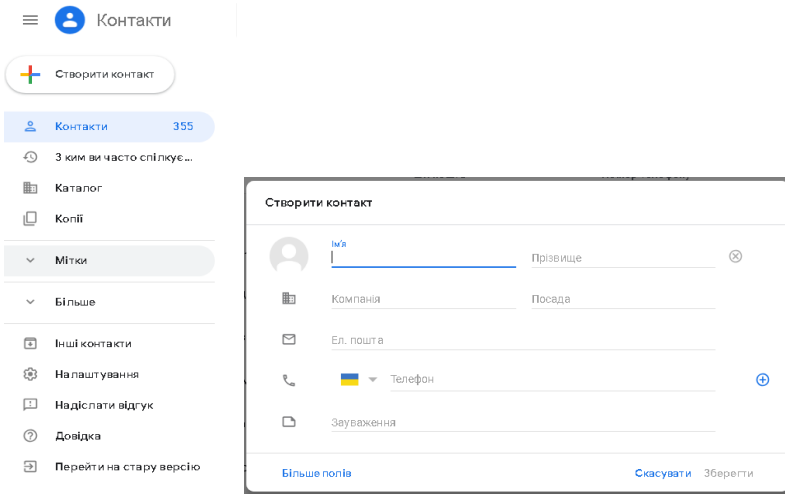 Контакти
Створити контакт
Контакти 355
З ким ви часто спілкує...
Каталог
Копії
Мітки
Більше
Інші контакти
Налаштування
Надіслати відгук
Довідка
Перейти на стару версію
Створити контакт
Ім'я
Прізвище
Компанія
Посада
Ел. пошта
Телефон
Зауваження
Більше полів
Скасувати
Зберегти